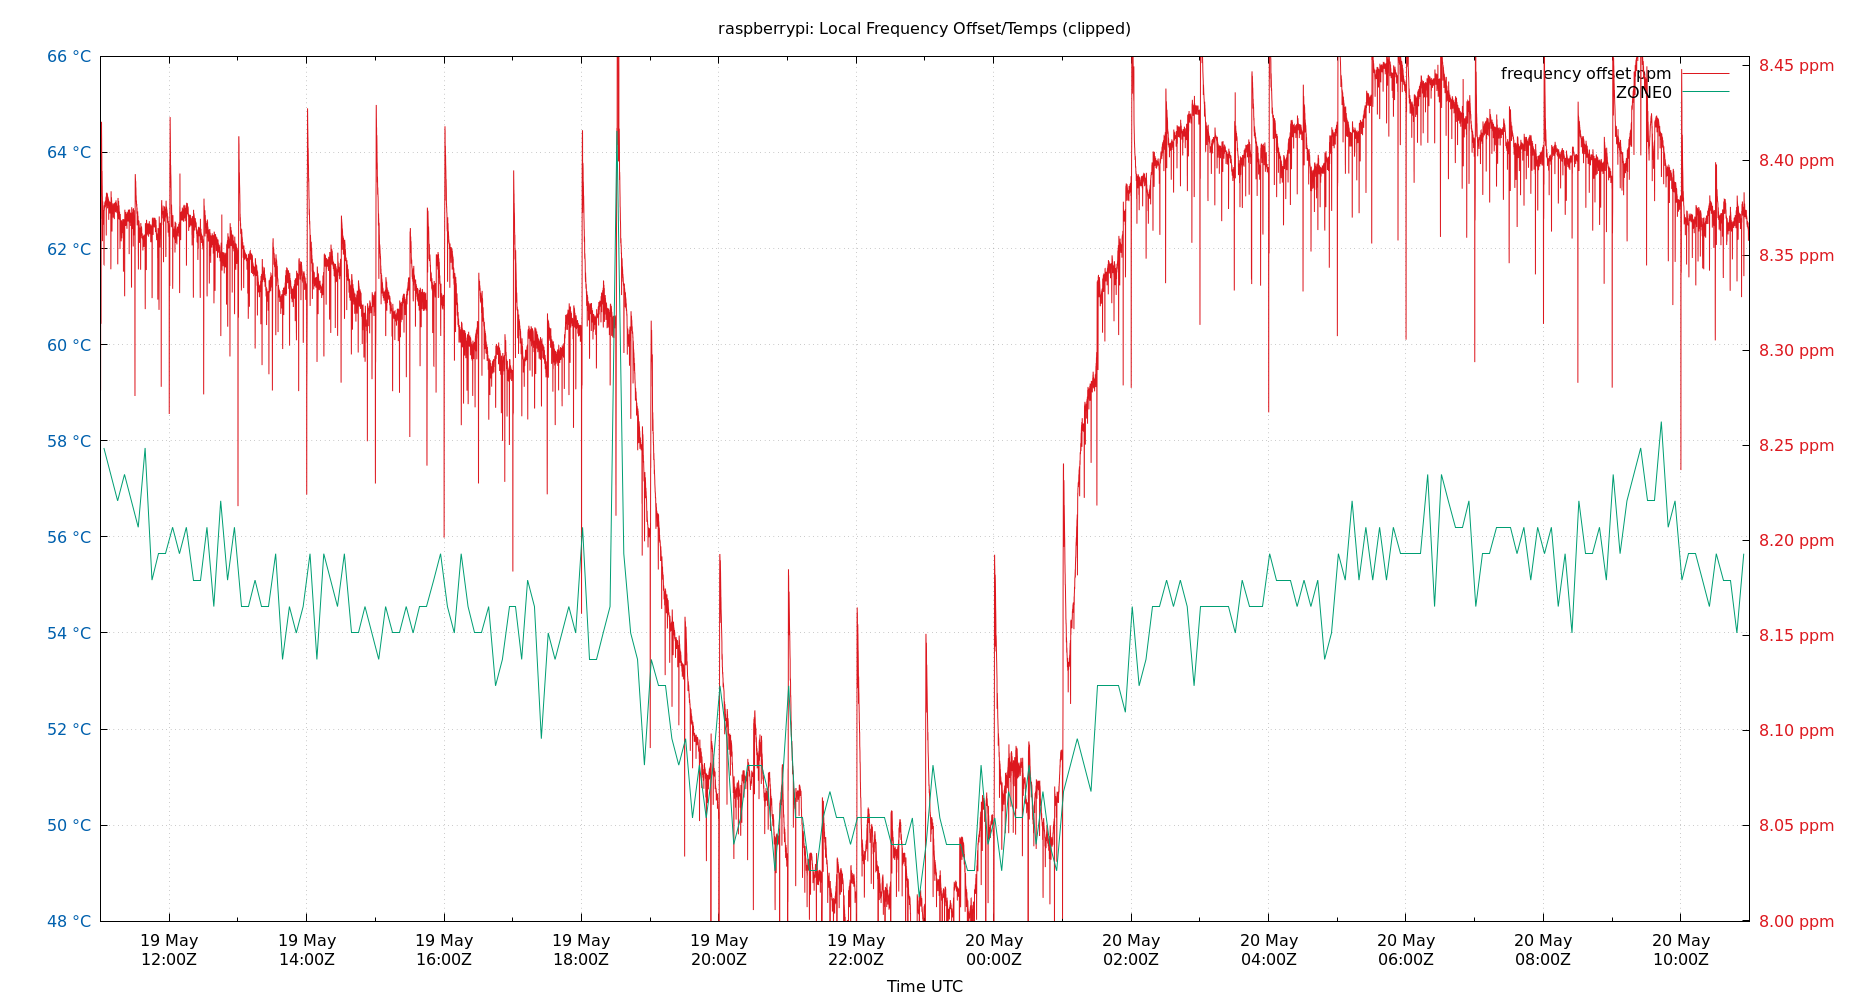 raspberrypi: Local Frequency Offset/Temps (clipped)
66 °C
64 °C
62 °C
60 °C
58 °C
56 °C
54 °C
52 °C
50 °C
48 °C
frequency offset ppm
ZONE0
8.45 ppm
8.40 ppm
8.35 ppm
8.30 ppm
8.25 ppm
8.20 ppm
8.15 ppm
8.10 ppm
8.05 ppm
8.00 ppm
19 May
12:00Z
19 May
14:00Z
19 May
16:00Z
19 May
18:00Z
19 May
20:00Z
19 May
22:00Z
20 May
00:00Z
20 May
02:00Z
20 May
04:00Z
20 May
06:00Z
20 May
08:00Z
20 May
10:00Z
Time UTC